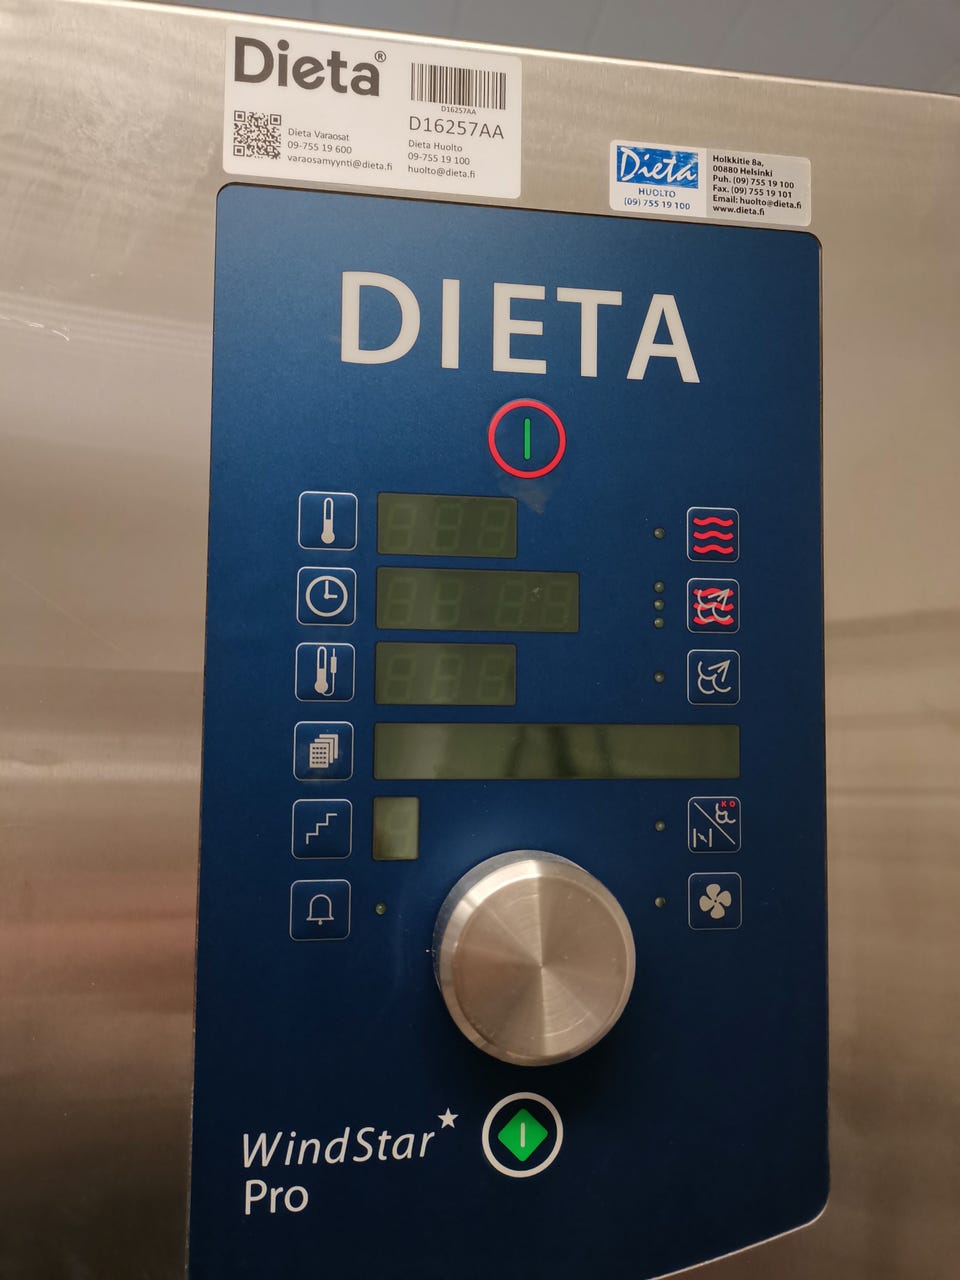 Dieta®
D16257AA
D16257AA
Dieta Varaosat
09-755 19 600
varaosamyynti@dieta.fi
Dieta Huolto
09-755 19 100
huolto@dieta.fi
Dieta
HUOLTO
(09) 755 19 100
Holkkitie 8a,
00880 Helsinki
Puh. (09) 755 19 100
Fax. (09) 755 19 101
Email: huolto@dieta.fi
www.dieta.fi
DIETA
KO
WindStar
Pro